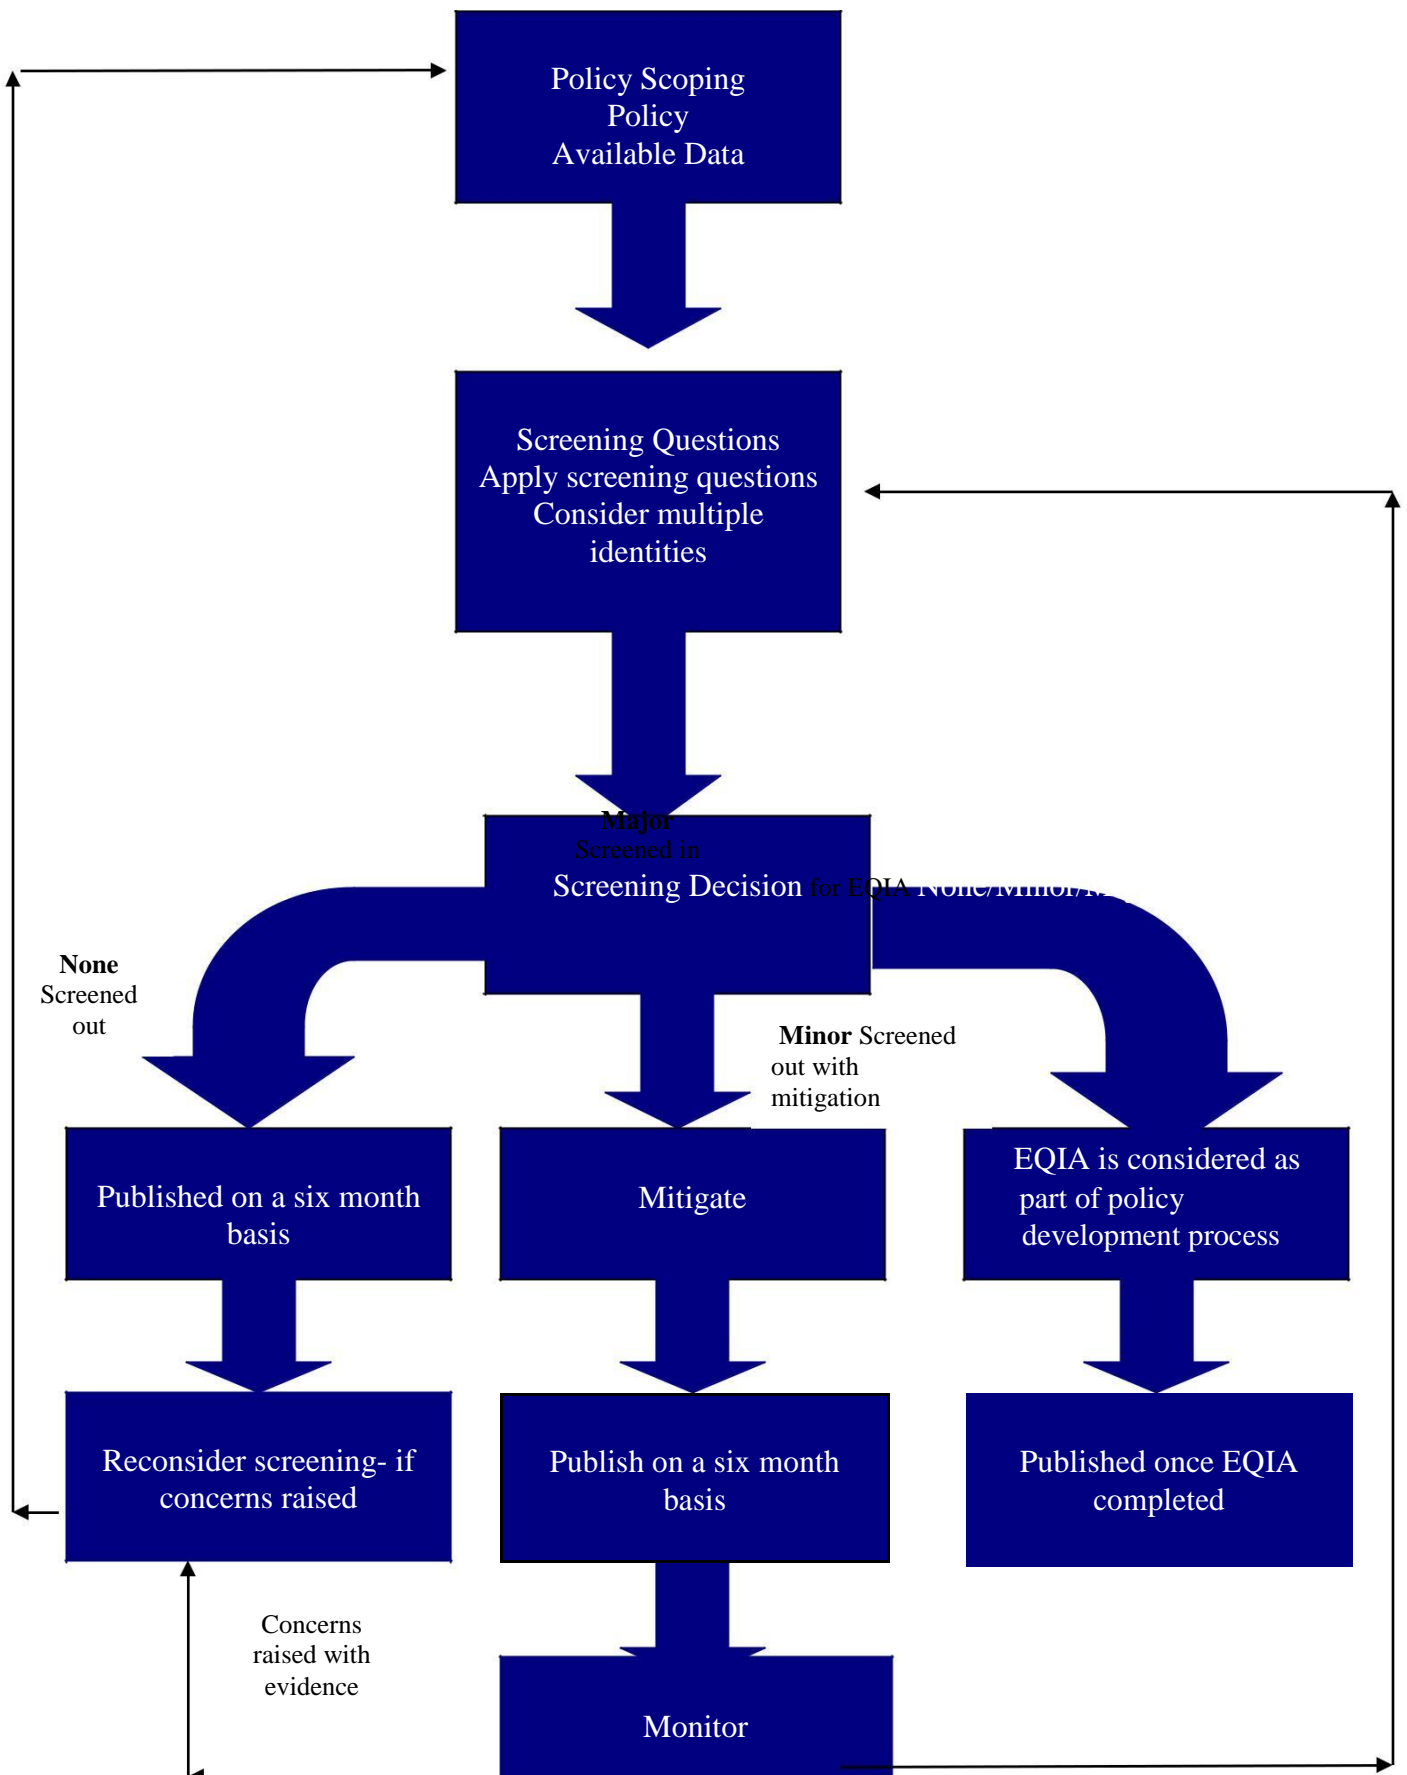 Policy Scoping
Policy
Available Data
Screening Questions
Apply screening questions
Consider multiple
identities
Major
Screened in
Screening Decision for EQIA None/Minor/
None
Screened
out
Minor Screened
out with
mitigation
Published on a six month
basis
Mitigate
EQIA is considered as
part of policy
development process
Reconsider screening- if
concerns raised
Publish on a six month
basis
Published once EQIA
completed
Concerns
raised with
evidence
Monitor